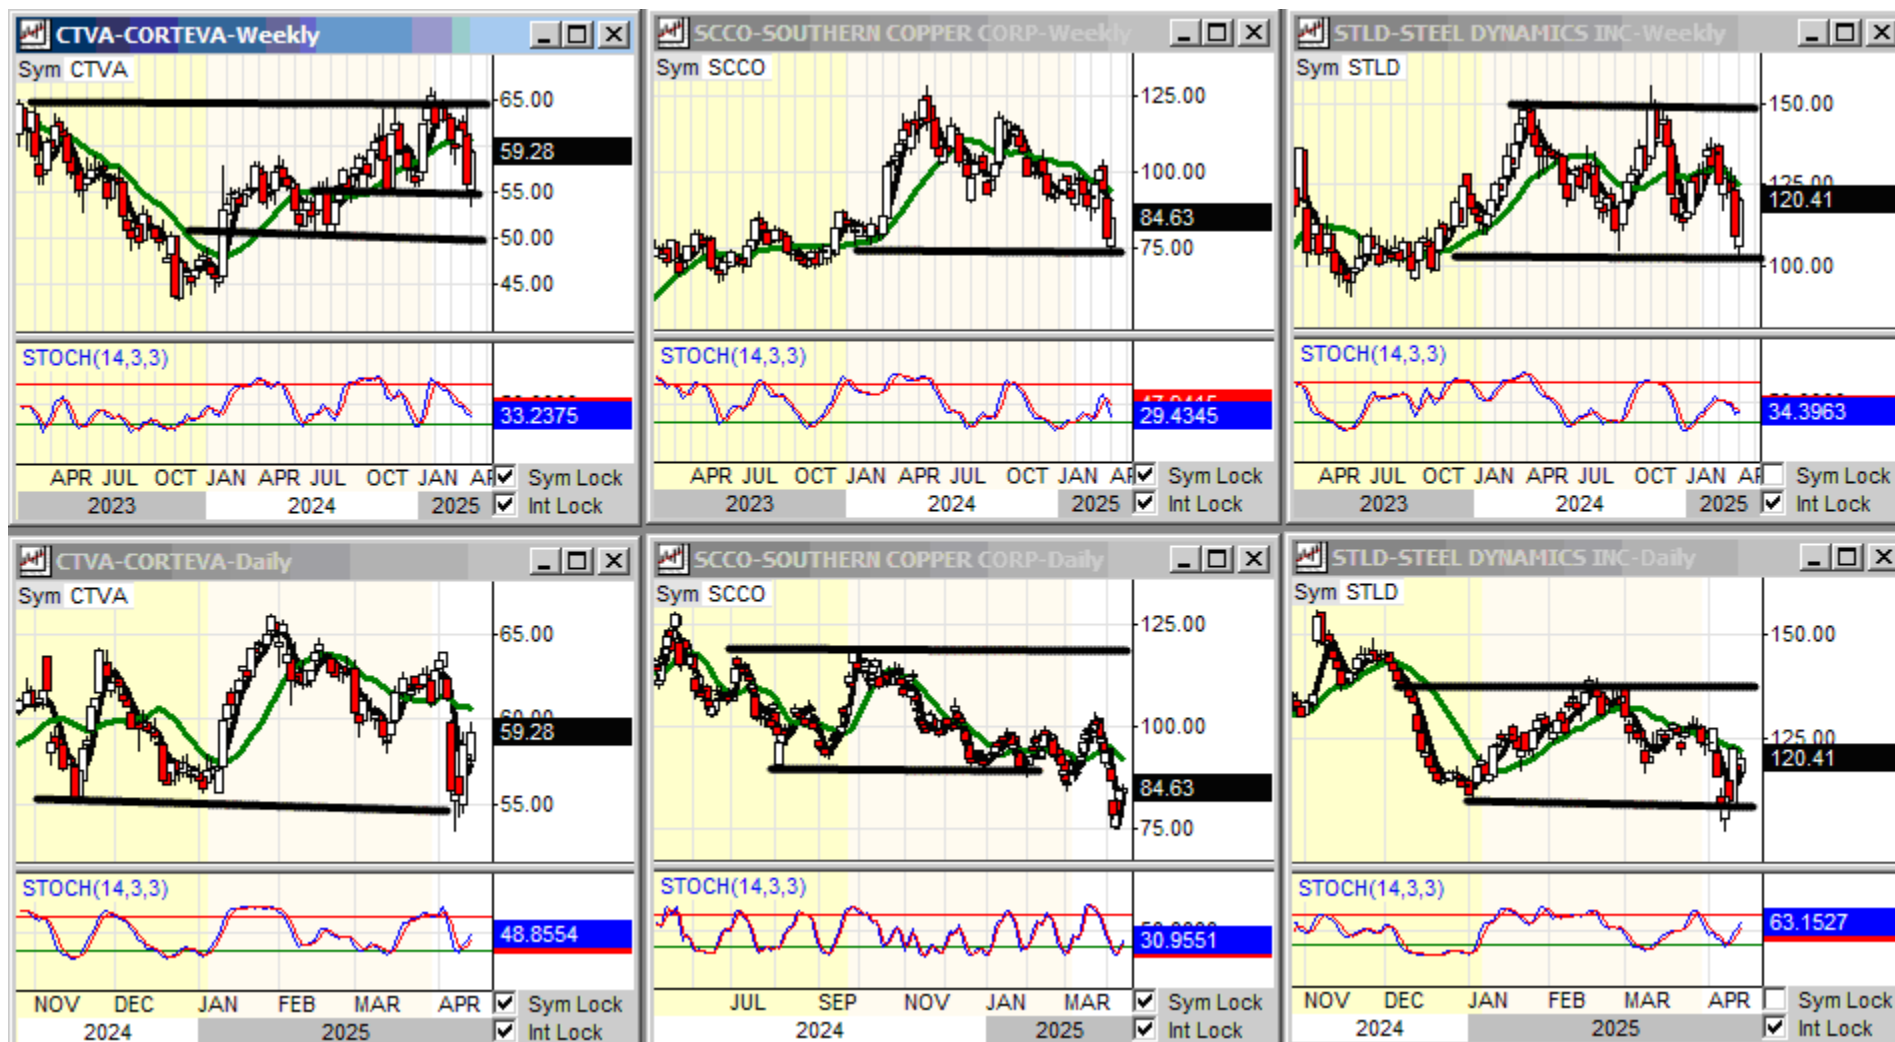 CTVA-CORTEVA-Weekly
Sym CTVA
65.00
59.28
55.00
50.00
45.00
STOCH(14,3,3)
33.2375
APR JUL OCT JAN APR JUL OCT JAN
2023 2024 2025
Sym Lock
Int Lock
SCCO-SOUTHERN COPPER CORP-Weekly
Sym SCCO
125.00
100.00
84.63
75.00
STOCH(14,3,3)
29.4345
APR JUL OCT JAN APR JUL OCT JAN
2023 2024 2025
Sym Lock
Int Lock
STLD-STEEL DYNAMICS INC-Weekly
Sym STLD
150.00
125.00
120.41
100.00
STOCH(14,3,3)
34.3963
APR JUL OCT JAN APR JUL OCT JAN
2023 2024 2025
Sym Lock
Int Lock
CTVA-CORTEVA-Daily
Sym CTVA
65.00
60.00
59.28
55.00
STOCH(14,3,3)
48.8554
NOV DEC JAN FEB MAR APR
2024 2025
Sym Lock
Int Lock
SCCO-SOUTHERN COPPER CORP-Daily
Sym SCCO
125.00
100.00
84.63
75.00
STOCH(14,3,3)
30.9551
JUL SEP NOV JAN MAR
2024 2025
Sym Lock
Int Lock
STLD-STEEL DYNAMICS INC-Daily
Sym STLD
150.00
125.00
120.41
STOCH(14,3,3)
63.1527
NOV DEC JAN FEB MAR APR
2024 2025
Sym Lock
Int Lock